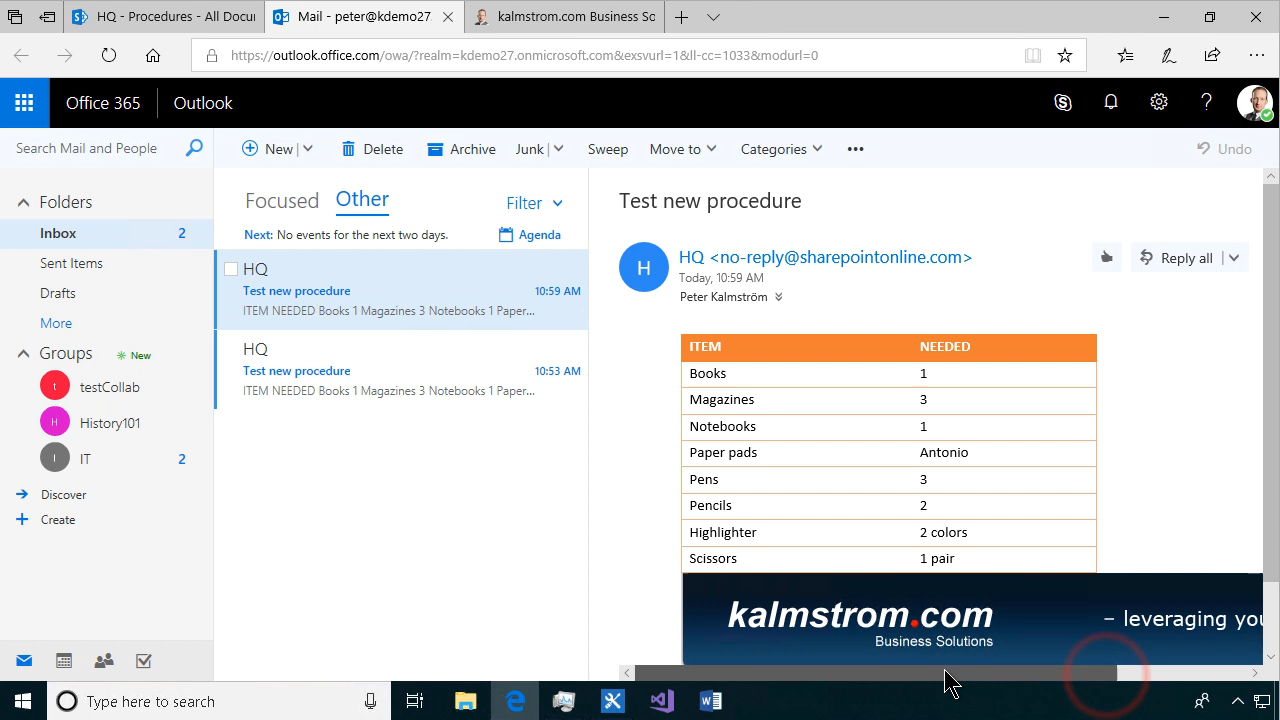 HQ - Procedures - All Docu
Mail - peter@kdemo27.
kalmstrom.com Business So
https://outlook.office.com/owa/?realm=kdemo27.onmicrosoft.com&exsvurl=1&ll-cc=1033&modurl=0
Office 365
Outlook
Search Mail and People
New
Delete
Archive
Junk
Sweep
Move to
Categories
Undo
Folders
Inbox 2
Sent Items
Drafts
More
Groups New
t testCollab
H History101
I IT 2
Discover
Create
Focused Other Filter
Next: No events for the next two days. Agenda
HQ
Test new procedure 10:59 AM
ITEM NEEDED Books 1 Magazines 3 Notebooks 1 Paper...
HQ
Test new procedure 10:53 AM
ITEM NEEDED Books 1 Magazines 3 Notebooks 1 Paper...
Test new procedure
H
HQ <no-reply@sharepointonline.com>
Today, 10:59 AM
Peter Kalmström
Reply all
ITEM NEEDED
Books 1
Magazines 3
Notebooks 1
Paper pads Antonio
Pens 3
Pencils 2
Highlighter 2 colors
Scissors 1 pair
kalmstrom.com
Business Solutions
– leveraging you
Type here to search